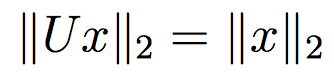 ‖Ux‖₂ = ‖x‖₂